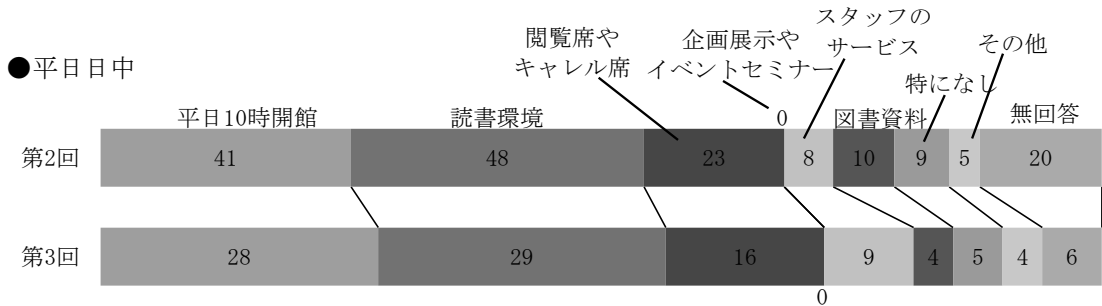 ●平日日中
閲覧席や
キャレル席
企画展示や
イベントセミナー
スタッフの
サービス
その他
特になし
平日10時開館
読書環境
0
図書資料
無回答
第2回
41
48
23
8
10
9
5
20
第3回
28
29
16
9
4
5
4
6
0